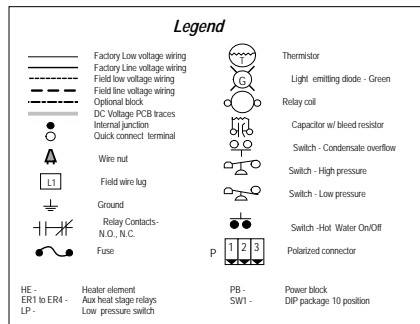 Legend
Factory Low voltage wiring
Factory Line voltage wiring
Field low voltage wiring
Field line voltage wiring
Optional block
DC Voltage PCB traces
Internal junction
Quick connect terminal
Wire nut
L1
Field wire lug
Ground
Relay Contacts-
N.O., N.C.
Fuse
T
Thermistor
G
Light emitting diode - Green
Relay coil
Capacitor w/ bleed resistor
Switch - Condensate overflow
Switch - High pressure
Switch - Low pressure
Switch -Hot Water On/Off
P 1 2 3
Polarized connector
HE - Heater element
ER1 to ER4 - Aux heat stage relays
LP - Low pressure switch
PB - Power block
SW1 - DIP package 10 position